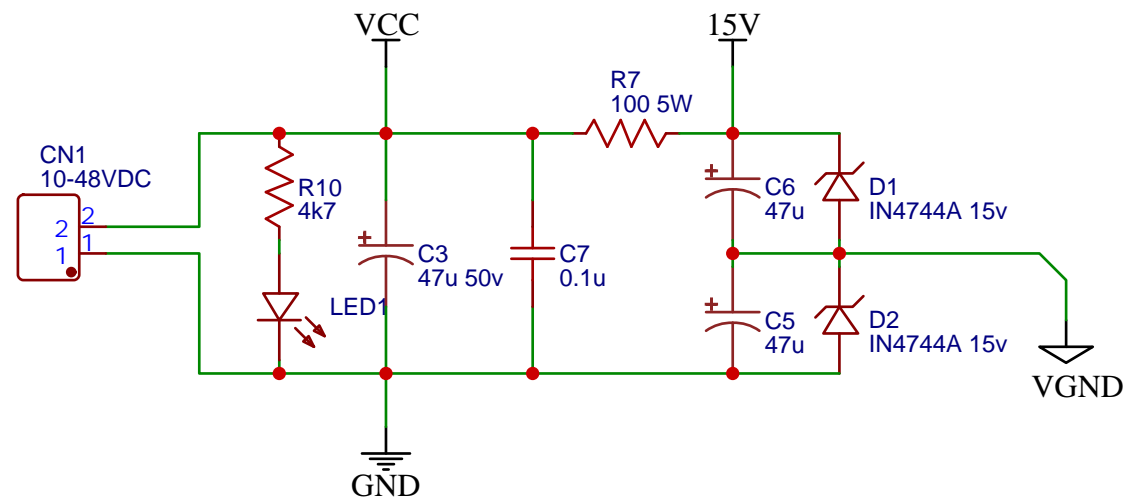 VCC
15V
R7
100 5W
CN1
10-48VDC
2
2
1
1
R10
4k7
LED1
+
C3
47u 50v
C7
0.1u
+
C6
47u
D1
IN4744A 15v
+
C5
47u
D2
IN4744A 15v
VGND
GND